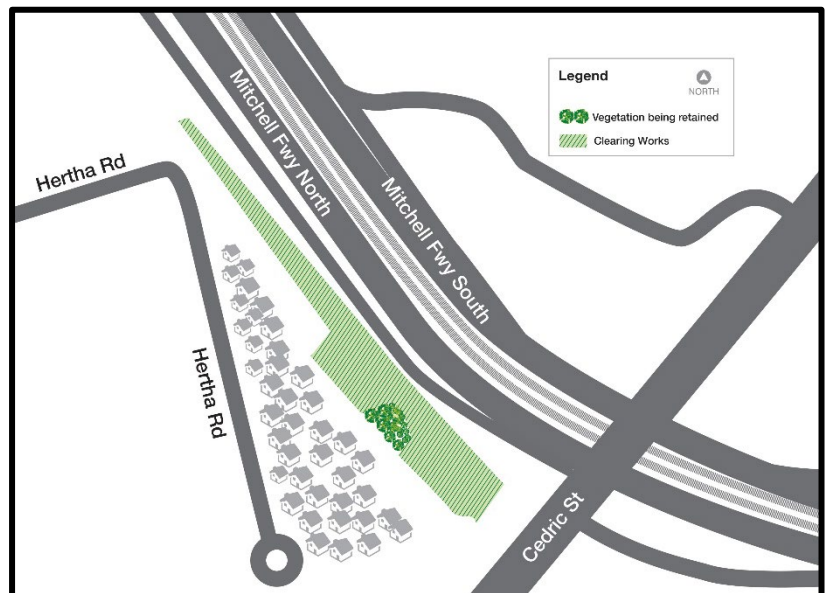 Legend
NORTH
Vegetation being retained
Clearing Works
Hertha Rd
Mitchell Fwy North
Mitchell Fwy South
Hertha Rd
Cedric St